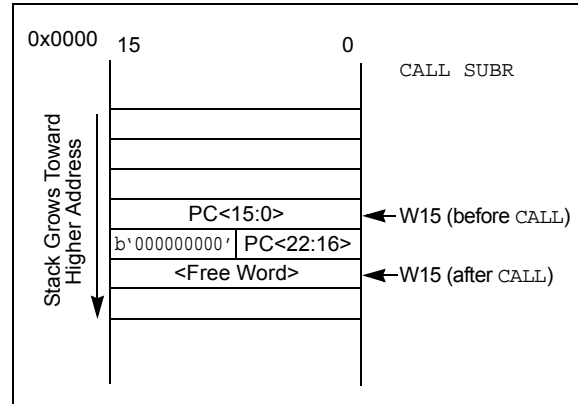 0x0000
15 0
CALL SUBR
Stack Grows Toward
Higher Address
PC<15:0>
W15 (before CALL)
b‘000000000’ PC<22:16>
<Free Word>
W15 (after CALL)